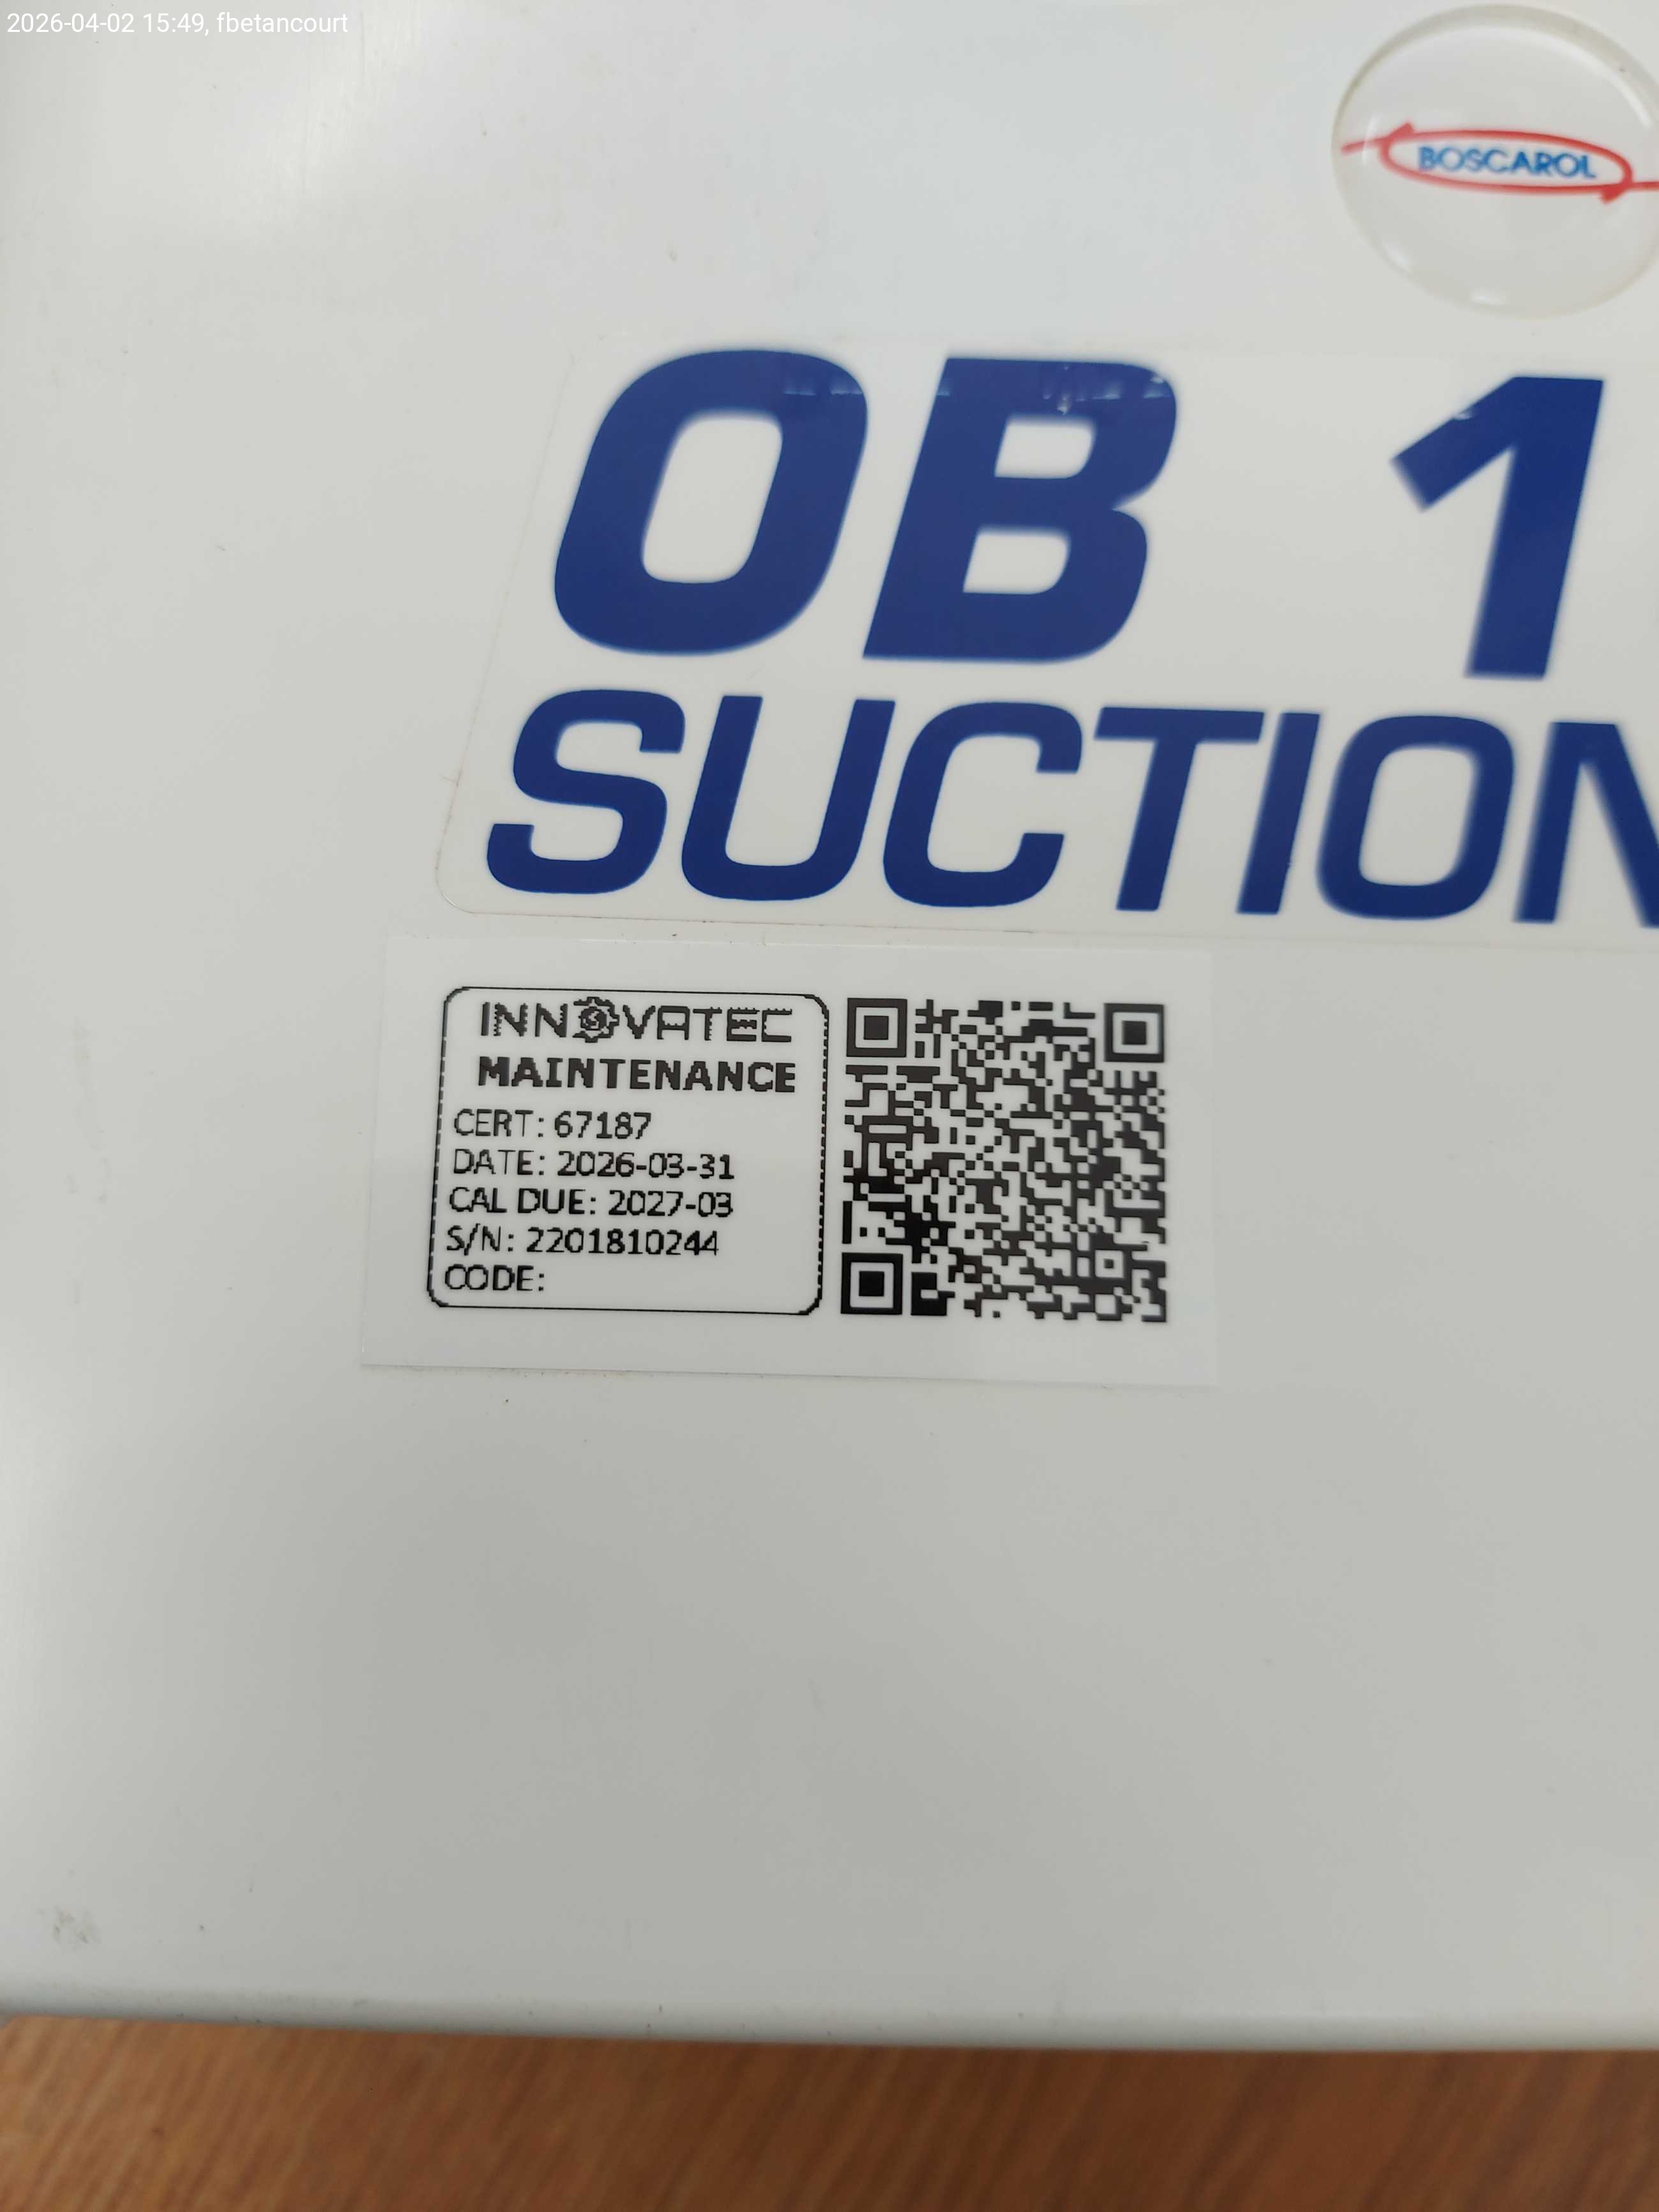 2026-04-02 15:49, fbetancourt
BOSCAROL
OB 1
SUCTION
INNOVATEC
MAINTENANCE
CERT: 67187
DATE: 2026-03-31
CAL DUE: 2027-03
S/N: 2201810244
CODE: